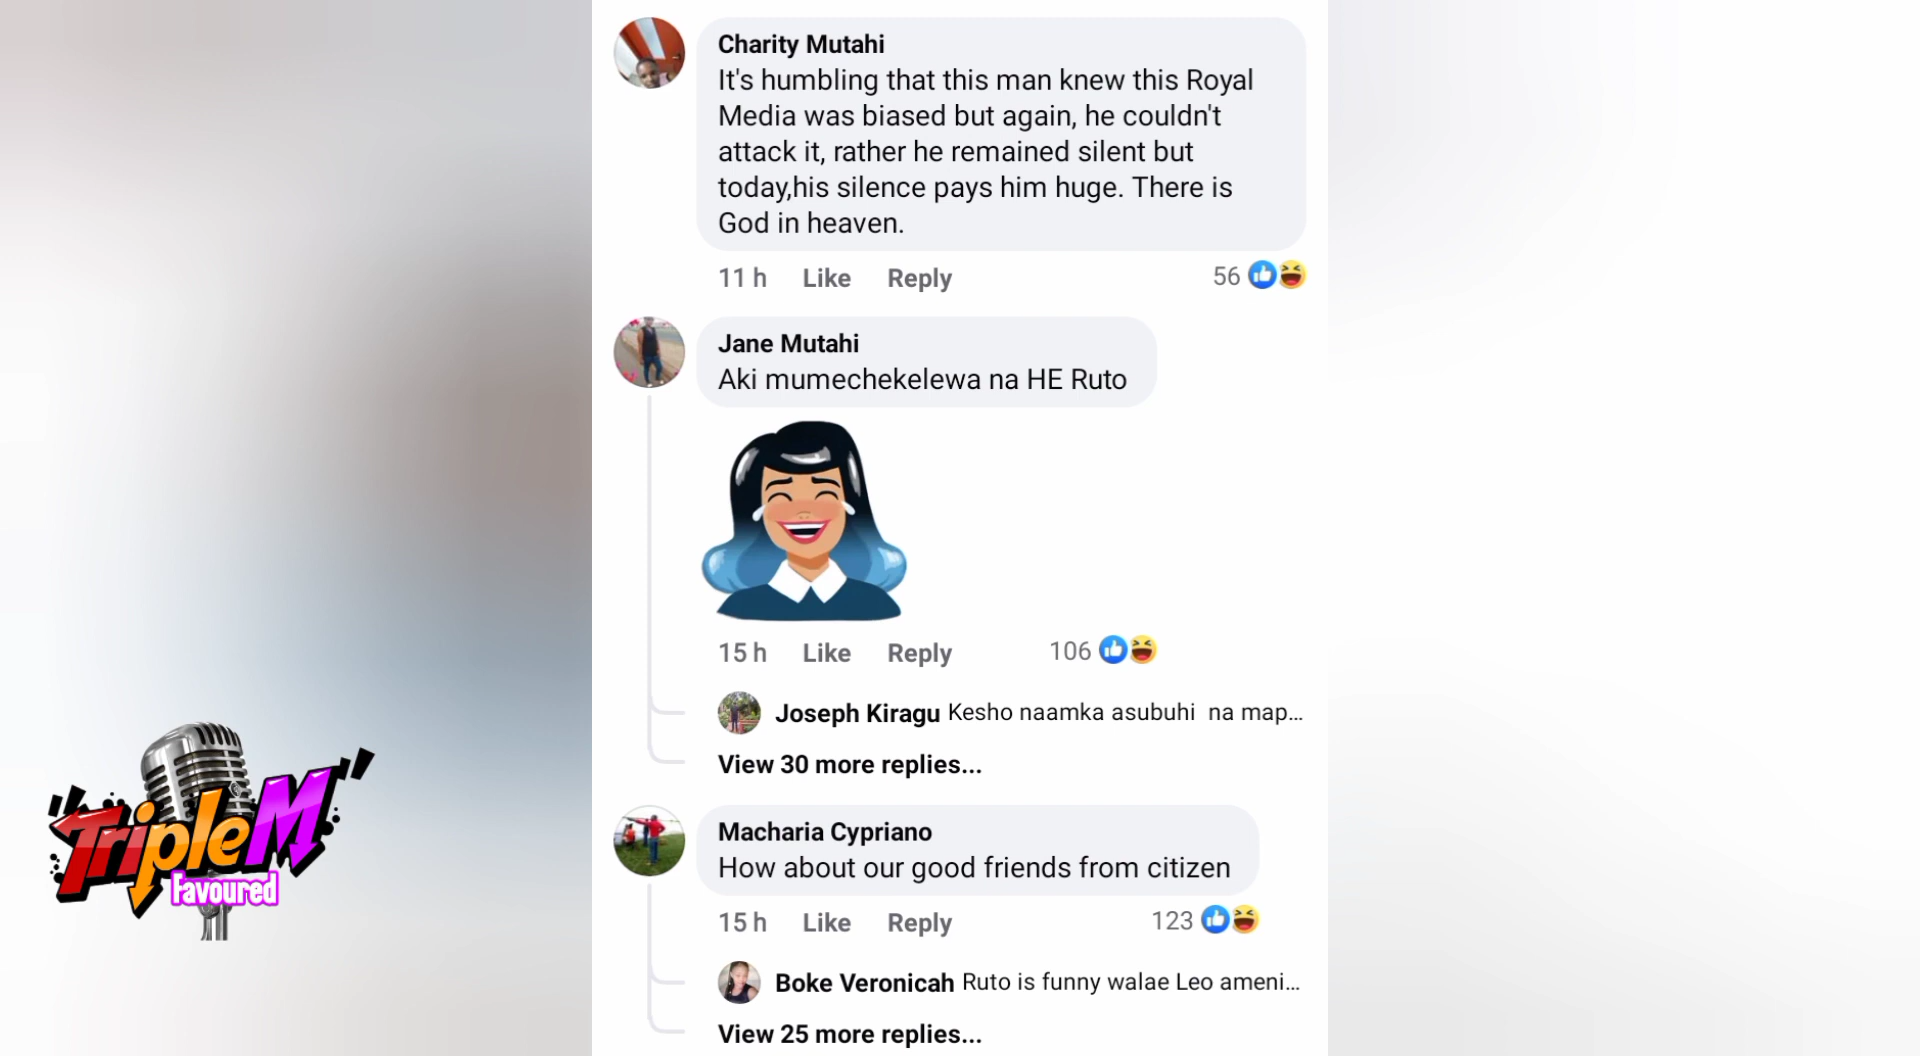 Charity Mutahi
It's humbling that this man knew this Royal
Media was biased but again, he couldn't
attack it, rather he remained silent but
today,his silence pays him huge. There is
God in heaven.
11 h Like Reply 56
Jane Mutahi
Aki mumechekelewa na HE Ruto
15 h Like Reply 106
Joseph Kiragu Kesho naamka asubuhi na map...
View 30 more replies...
Macharia Cypriano
How about our good friends from citizen
15 h Like Reply 123
Boke Veronicah Ruto is funny walae Leo ameni...
View 25 more replies...
"TripleM"
Favoured